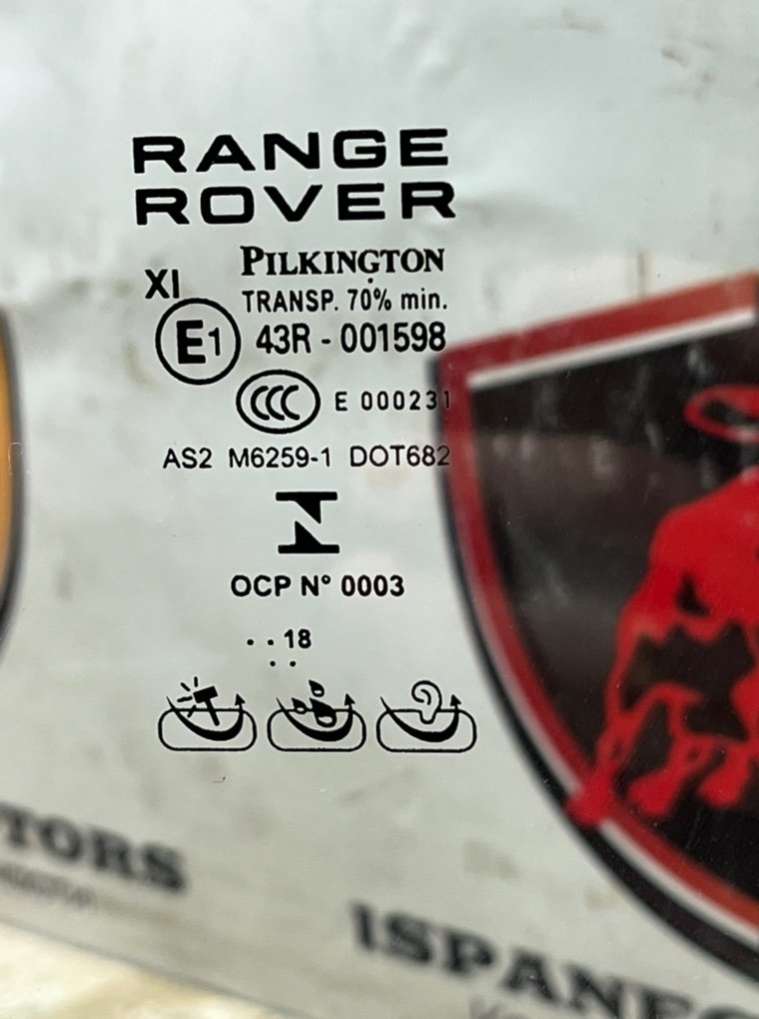 RANGE
ROVER
PILKINGTON
XI
TRANSP. 70% min.
E1 43R - 001598
CCC E 000231
AS2 M6259-1 DOT682
OCP N° 0003
. . 18
. .
TORS
ISPANE